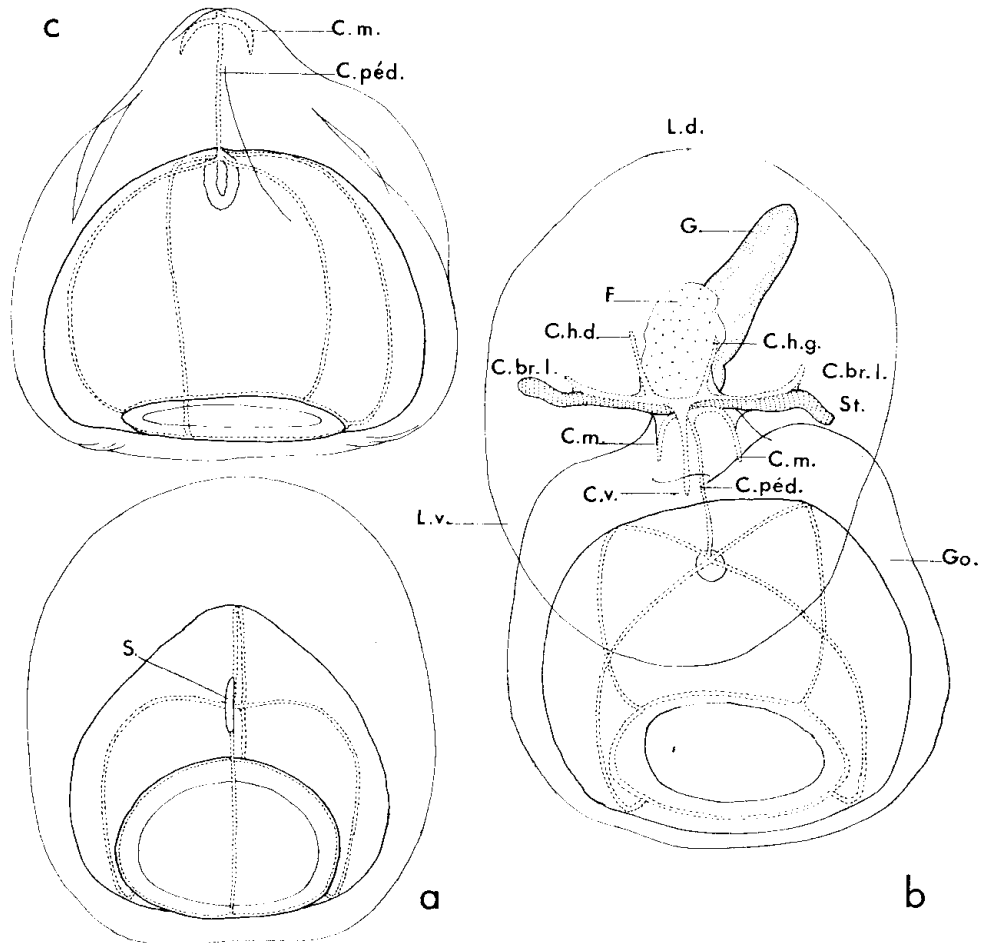 c
C.m.
C.péd.
L.d.
G.
F
C.h.d.
C.h.g.
C.br.l.
C.br.l.
St.
C.m.
C.m.
C.v.
C.péd.
L.v.
Go.
S.
a
b